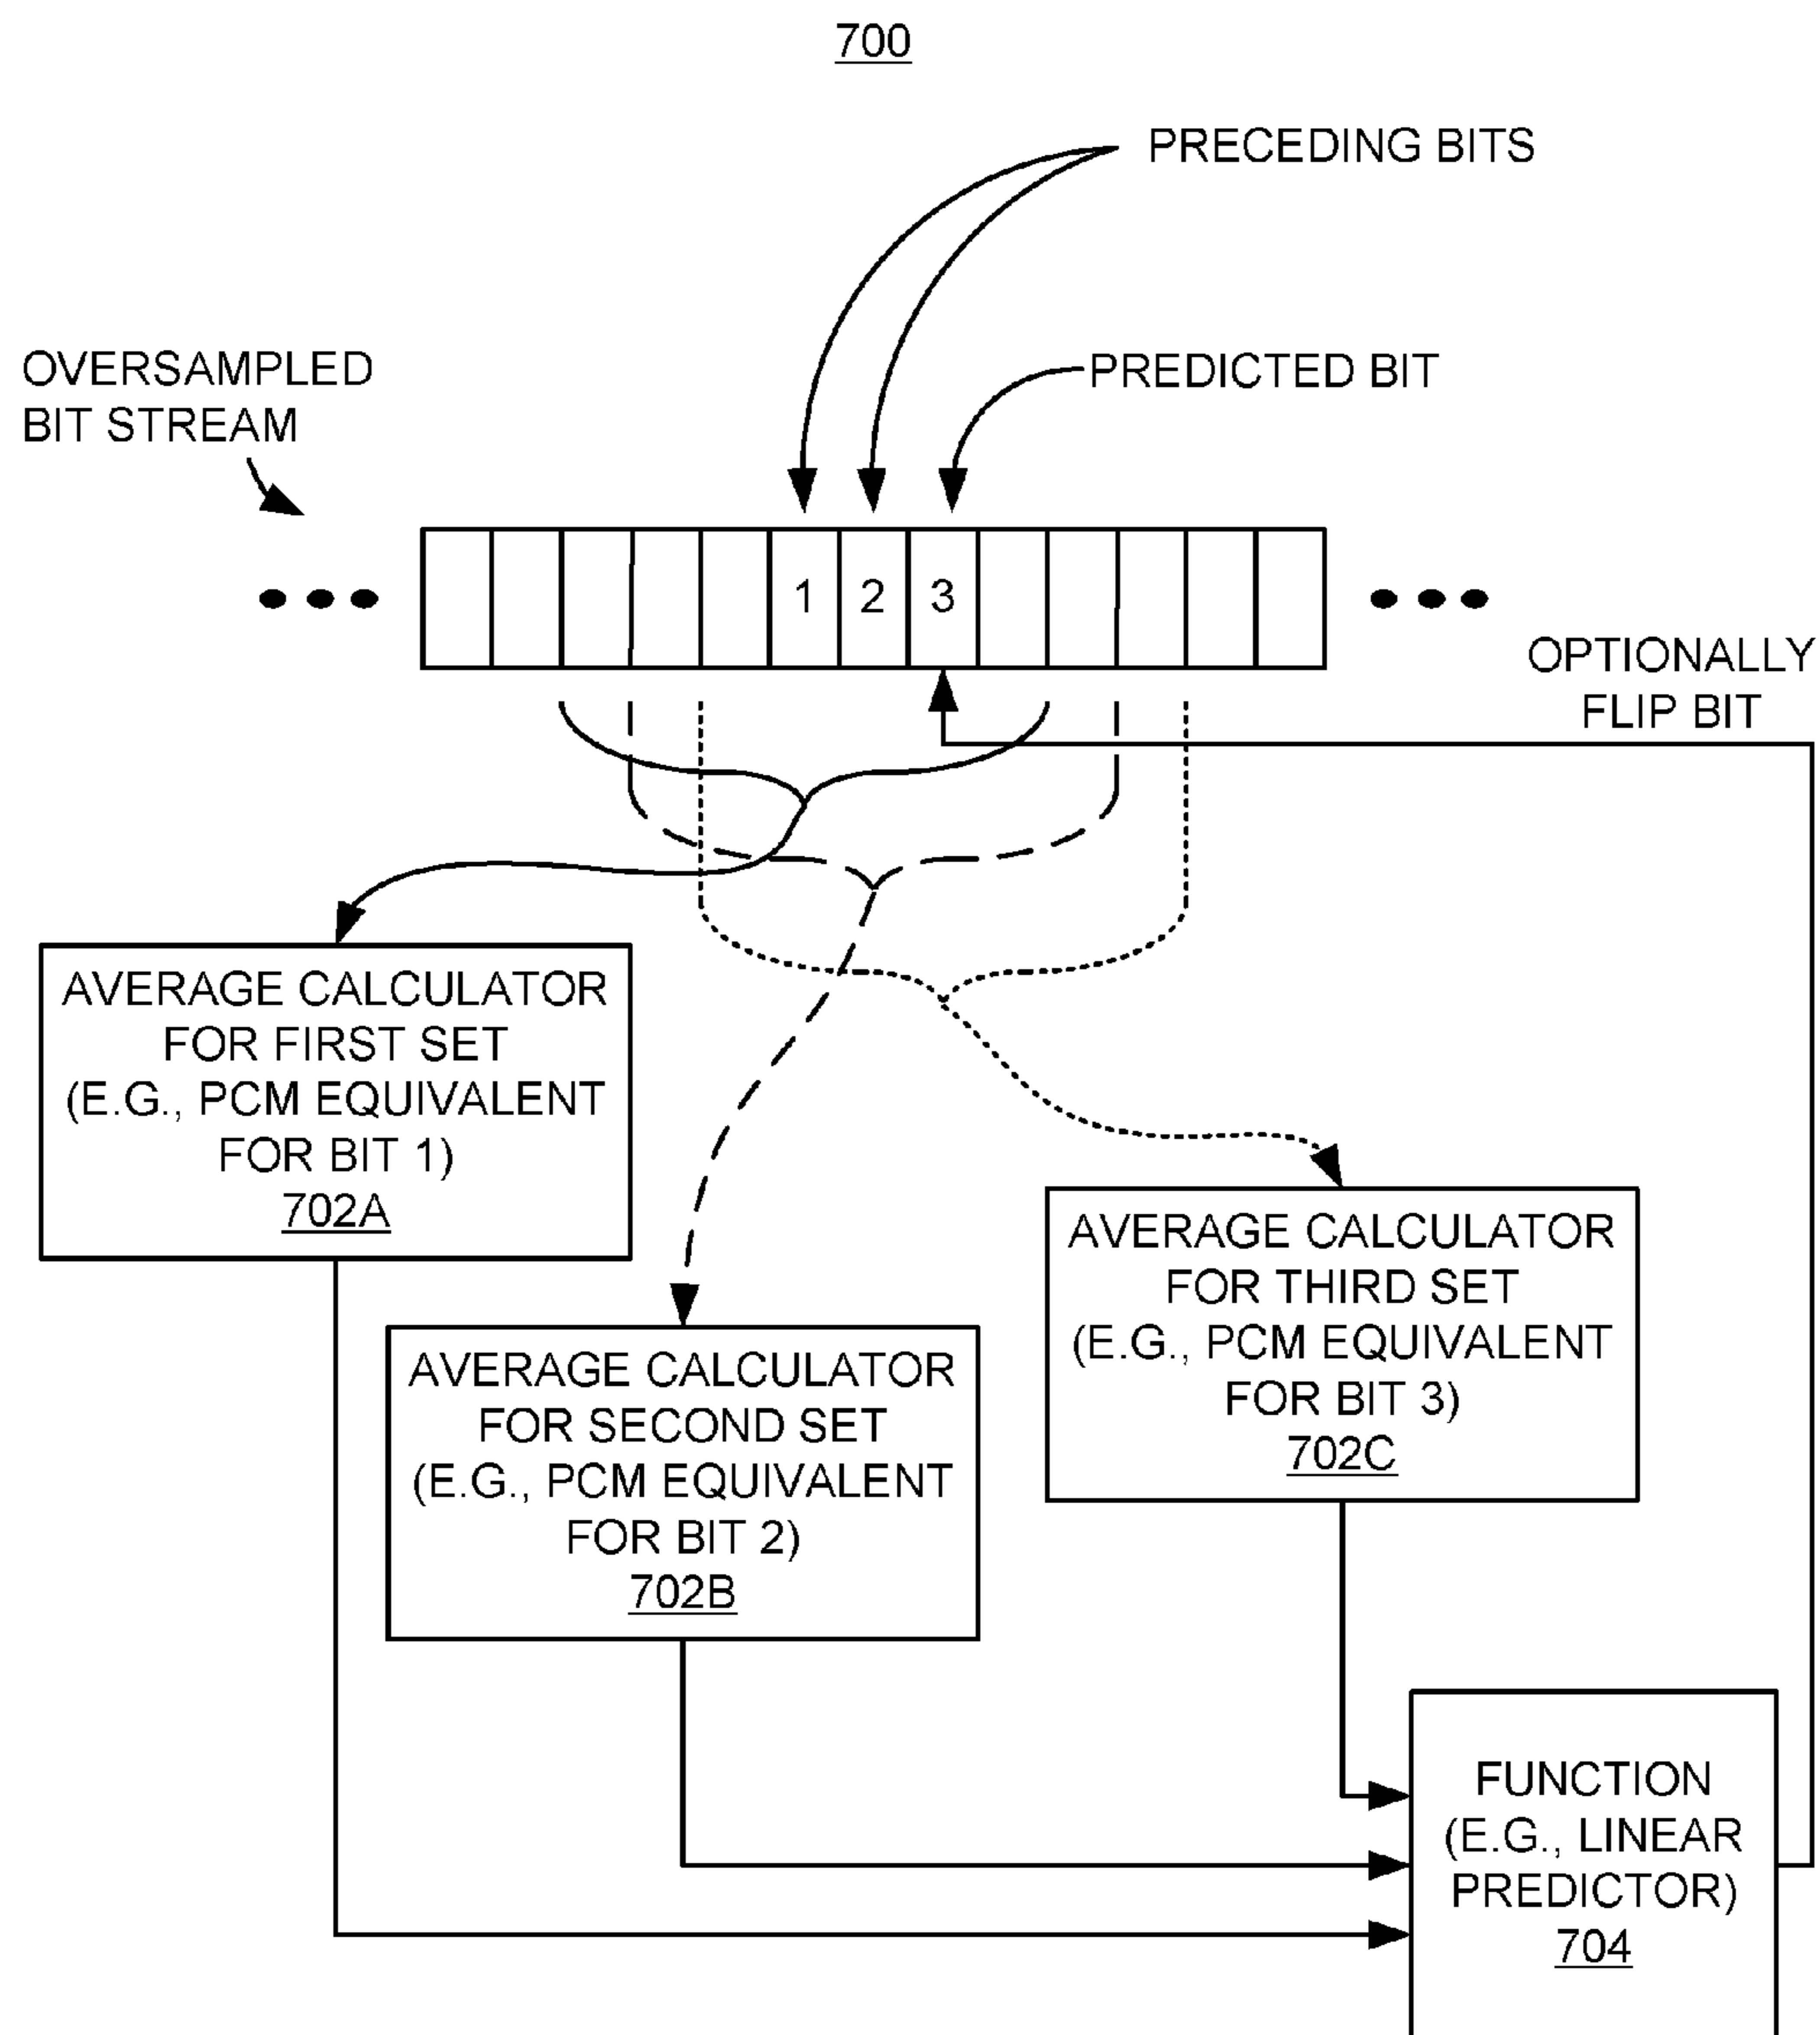 700
PRECEDING BITS
PREDICTED BIT
OVERSAMPLED
BIT STREAM
1 2 3
OPTIONALLY
FLIP BIT
AVERAGE CALCULATOR
FOR FIRST SET
(E.G., PCM EQUIVALENT
FOR BIT 1)
702A
AVERAGE CALCULATOR
FOR SECOND SET
(E.G., PCM EQUIVALENT
FOR BIT 2)
702B
AVERAGE CALCULATOR
FOR THIRD SET
(E.G., PCM EQUIVALENT
FOR BIT 3)
702C
FUNCTION
(E.G., LINEAR
PREDICTOR)
704